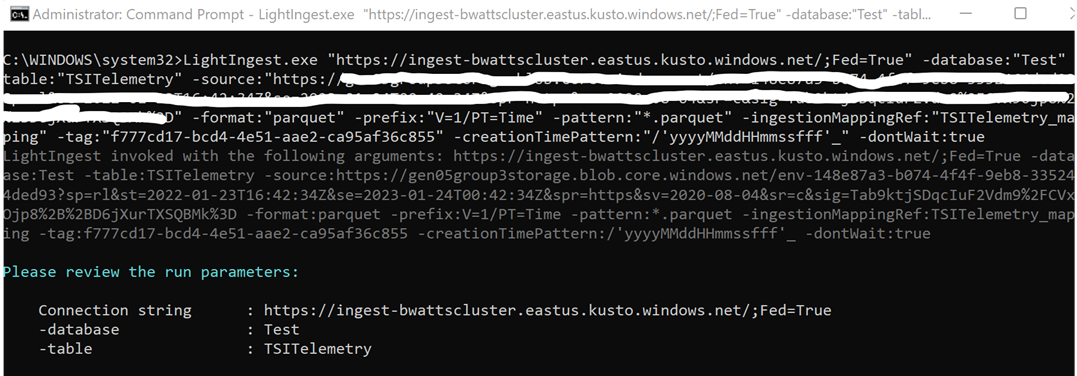 Administrator: Command Prompt - LightIngest.exe "https://ingest-bwattscluster.eastus.kusto.windows.net/;Fed=True" -database:"Test" -tabl...
C:\WINDOWS\system32>LightIngest.exe "https://ingest-bwattscluster.eastus.kusto.windows.net/;Fed=True" -database:"Test" -
table:"TSITelemetry" -source:"https:/
-format:"parquet" -prefix:"V=1/PT=Time" -pattern:"*.parquet" -ingestionMappingRef:"TSITelemetry_ma
pping" -tag:"f777cd17-bcd4-4e51-aae2-ca95af36c855" -creationTimePattern:"/'yyyyMMddHHmmssfff'_" -dontWait:true
LightIngest invoked with the following arguments: https://ingest-bwattscluster.eastus.kusto.windows.net/;Fed=True -datab
ase:Test -table:TSITelemetry -source:https://gen05group3storage.blob.core.windows.net/env-148e87a3-b074-4f4f-9eb8-33524
4ded93?sp=rl&st=2022-01-23T16:42:34Z&se=2023-01-24T00:42:34Z&spr=https&sv=2020-08-04&sr=c&sig=Tab9ktjSDqcIuF2Vdm9%2FCVx
Ojp8%2B%2BD6jXurTXSQBMk%3D -format:parquet -prefix:V=1/PT=Time -pattern:*.parquet -ingestionMappingRef:TSITelemetry_map
ing -tag:f777cd17-bcd4-4e51-aae2-ca95af36c855 -creationTimePattern:/'yyyyMMddHHmmssfff'_ -dontWait:true
Please review the run parameters:
Connection string : https://ingest-bwattscluster.eastus.kusto.windows.net/;Fed=True
-database : Test
-table : TSITelemetry